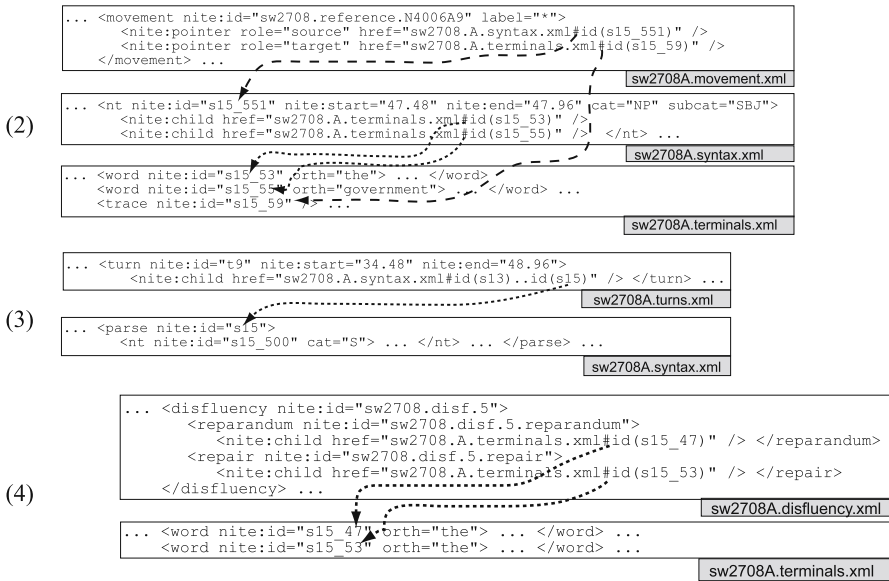 ... <movement nite:id="sw2708.reference.N4006A9" label="*">
<nite:pointer role="source" href="sw2708.A.syntax.xml#id(s15_551)" />
<nite:pointer role="target" href="sw2708.A.terminals.xml#id(s15_59)" />
</movement> ...
sw2708A.movement.xml
(2)
... <nt nite:id="s15_551" nite:start="47.48" nite:end="47.96" cat="NP" subcat="SBJ">
<nite:child href="sw2708.A.terminals.xml#id(s15_53)" />
<nite:child href="sw2708.A.terminals.xml#id(s15_55)" /> </nt> ...
sw2708A.syntax.xml
... <word nite:id="s15_53" orth="the"> ... </word> ...
<word nite:id="s15_55" orth="government"> ... </word> ...
<trace nite:id="s15_59" /> ...
sw2708A.terminals.xml
... <turn nite:id="t9" nite:start="34.48" nite:end="48.96">
<nite:child href="sw2708.A.syntax.xml#id(s13)..id(s15)" /> </turn> ...
sw2708A.turns.xml
(3)
... <parse nite:id="s15">
<nt nite:id="s15_500" cat="S"> ... </nt> ... </parse> ...
sw2708A.syntax.xml
... <disfluency nite:id="sw2708.disf.5">
<reparandum nite:id="sw2708.disf.5.reparandum">
<nite:child href="sw2708.A.terminals.xml#id(s15_47)" /> </reparandum>
<repair nite:id="sw2708.disf.5.repair">
<nite:child href="sw2708.A.terminals.xml#id(s15_53)" /> </repair>
</disfluency> ...
sw2708A.disfluency.xml
(4)
... <word nite:id="s15_47" orth="the"> ... </word> ...
<word nite:id="s15_53" orth="the"> ... </word> ...
sw2708A.terminals.xml